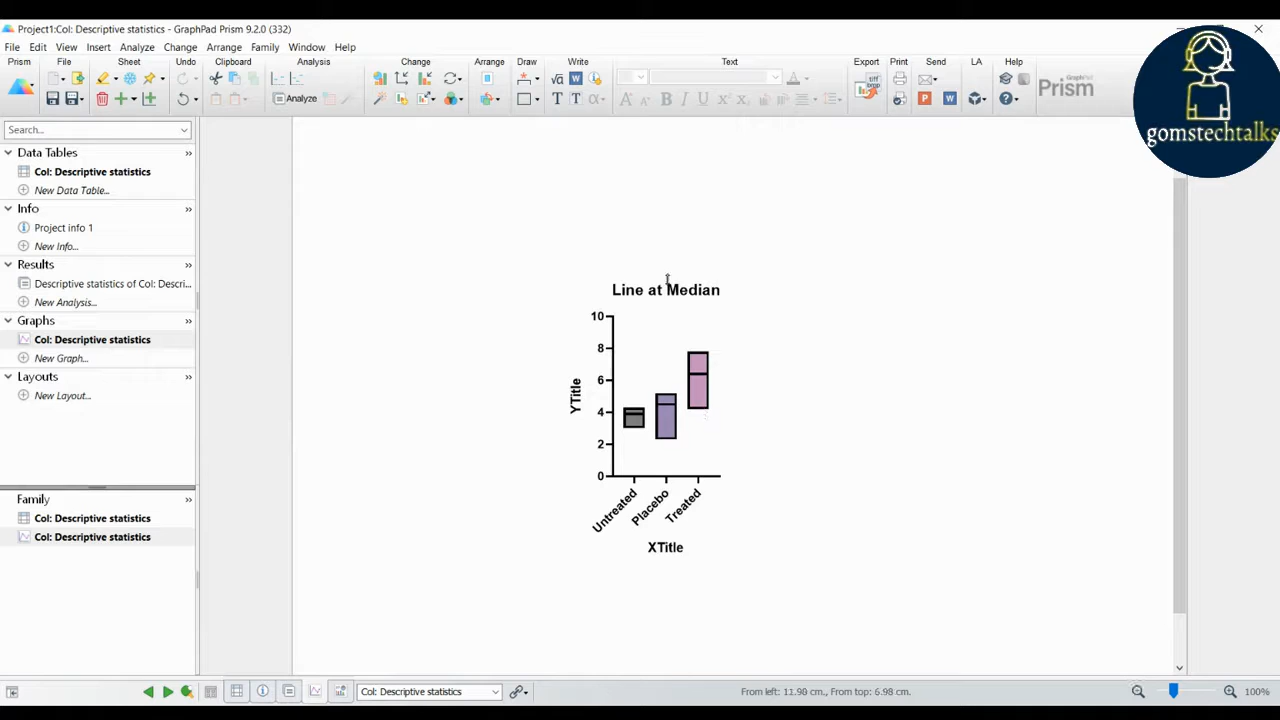 Project1:Col: Descriptive statistics - GraphPad Prism 9.2.0 (332)
File Edit View Insert Analyze Change Arrange Family Window Help
Prism File Sheet Undo Clipboard Analysis Change Arrange Draw Write Text Export Print Send LA Help
Analyze
GraphPad
Prism
gomstechtalks
Search...
Data Tables
Col: Descriptive statistics
New Data Table...
Info
Project info 1
New Info...
Results
Descriptive statistics of Col: Descri...
New Analysis...
Graphs
Col: Descriptive statistics
New Graph...
Layouts
New Layout...
Family
Col: Descriptive statistics
Col: Descriptive statistics
Line at Median
10
8
6
4
2
0
YTitle
Untreated Placebo Treated
XTitle
Col: Descriptive statistics
From left: 11.90 cm., From top: 6.98 cm.
100%